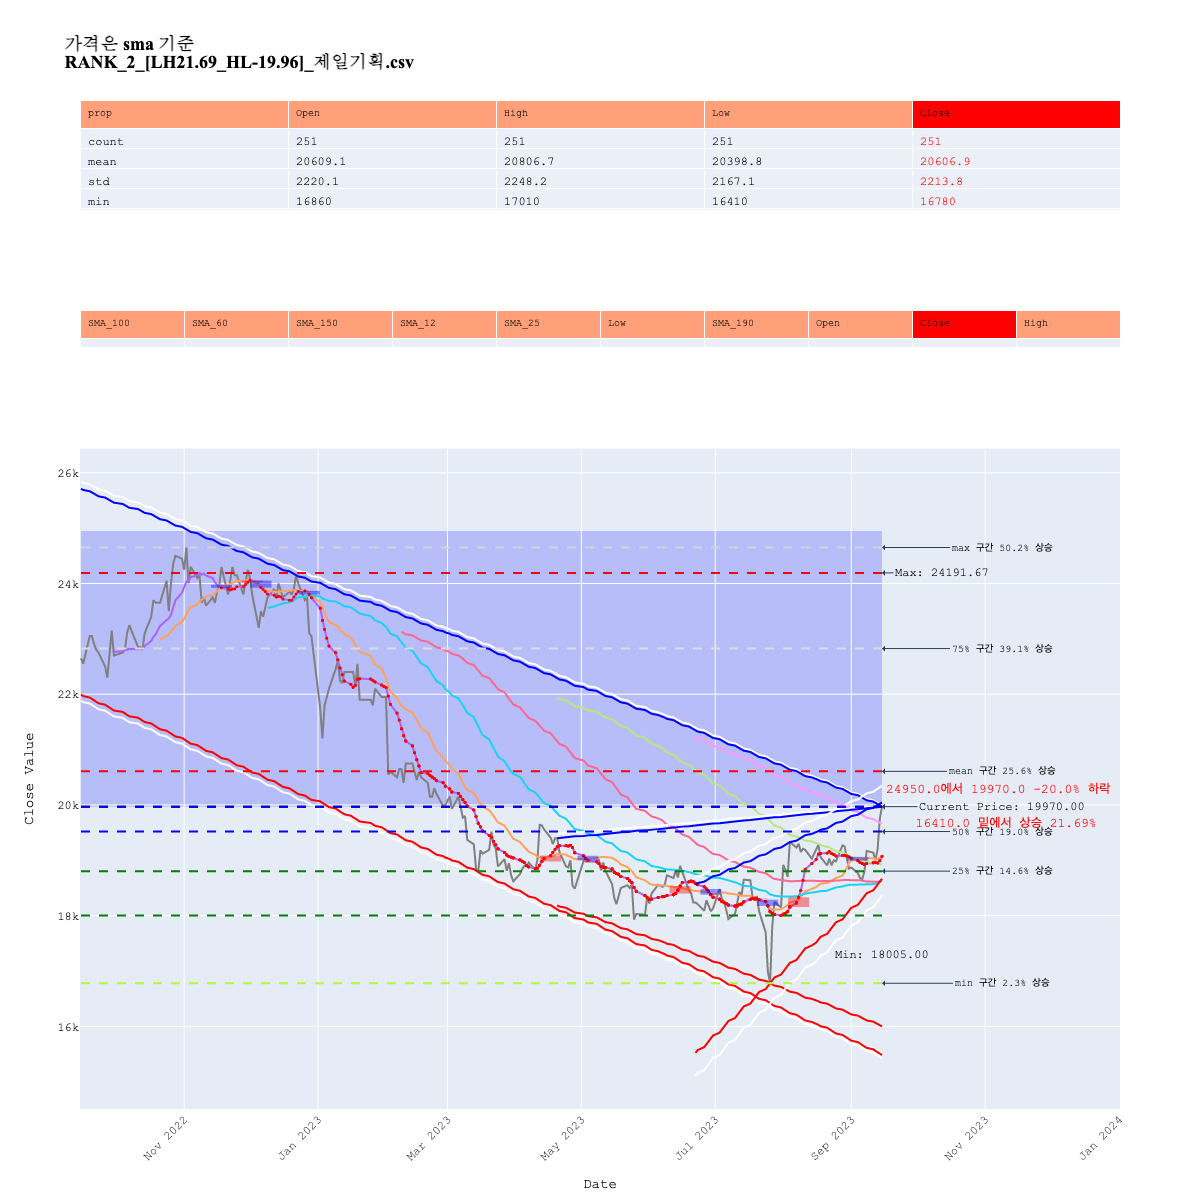 가격은 sma 기준
RANK_2_[LH21.69_HL-19.96]_제일기획.csv
prop Open High Low Close
count 251 251 251 251
mean 20609.1 20806.7 20398.8 20606.9
std 2220.1 2248.2 2167.1 2213.8
min 16860 17010 16410 16780
SMA_100 SMA_60 SMA_150 SMA_12 SMA_25 Low SMA_190 Open Close High
26k
max 구간 50.2% 상승
Max: 24191.67
24k
75% 구간 39.1% 상승
22k
mean 구간 25.6% 상승
24950.0에서 19970.0 -20.0% 하락
20k
Current Price: 19970.00
16410.0 밑에서 상승 21.69%
50% 구간 19.0% 상승
25% 구간 14.6% 상승
18k
Min: 18005.00
min 구간 2.3% 상승
16k
Close Value
Nov 2022
Jan 2023
Mar 2023
May 2023
Jul 2023
Sep 2023
Nov 2023
Jan 2024
Date